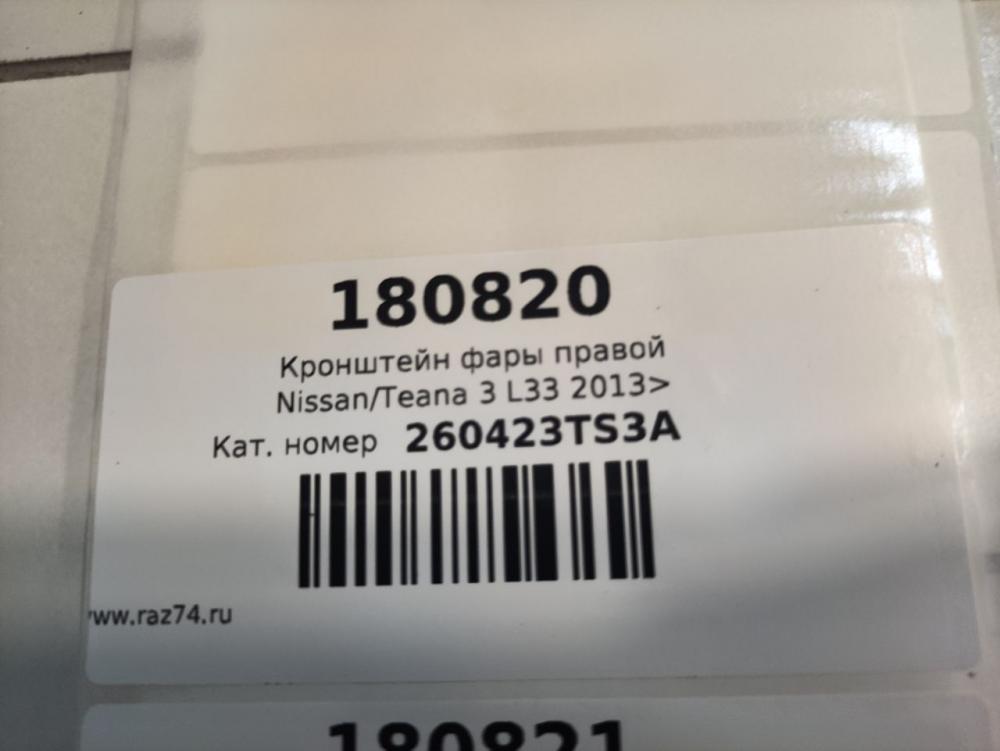 180820
Кронштейн фары правой
Nissan/Teana 3 L33 2013>
Кат. номер 260423TS3A
www.raz74.ru
180821